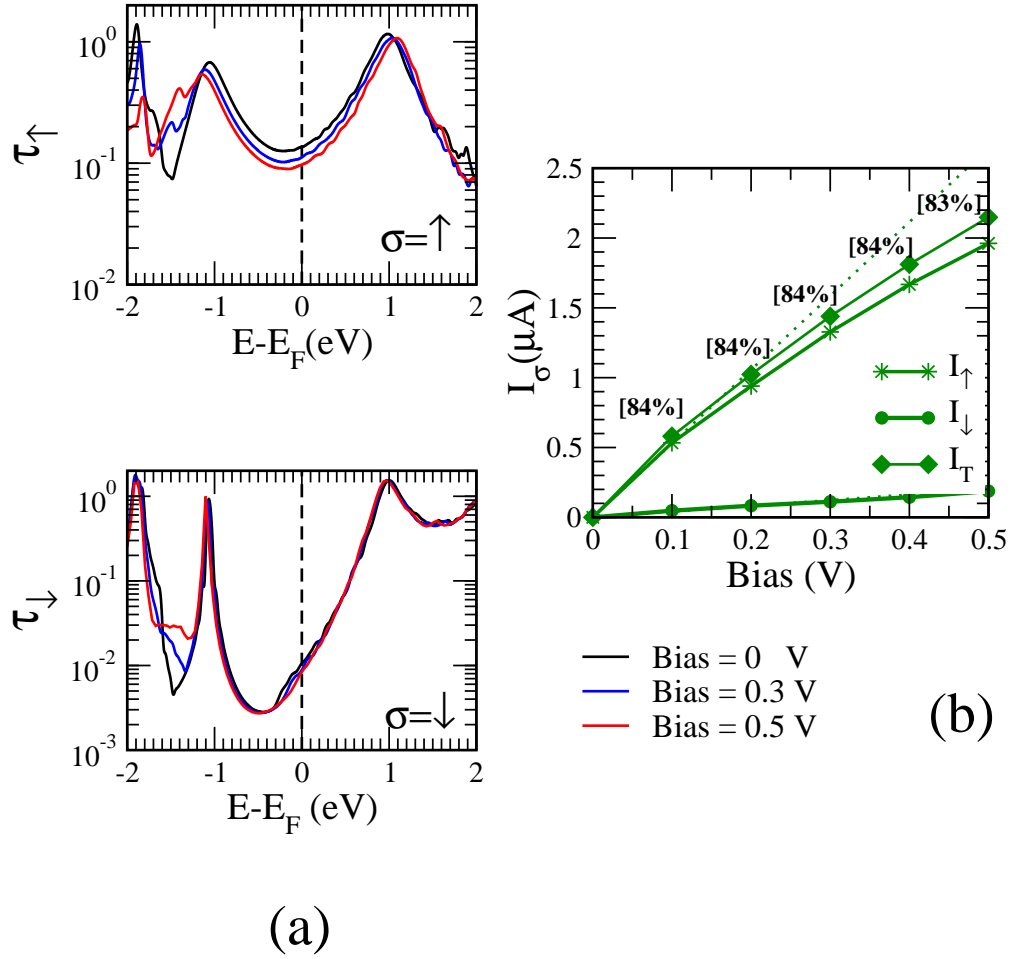 10^0
10^-1
10^-2
τ↑
σ=↑
-2 -1 0 1 2
E-E_F(eV)
10^0
10^-1
10^-2
10^-3
τ↓
σ=↓
-2 -1 0 1 2
E-E_F (eV)
(a)
2.5
2
1.5
1
0.5
0
I_σ(μA)
[83%]
[84%]
[84%]
[84%]
[84%]
I↑
I↓
I_T
0 0.1 0.2 0.3 0.4 0.5
Bias (V)
Bias = 0 V
Bias = 0.3 V
Bias = 0.5 V
(b)